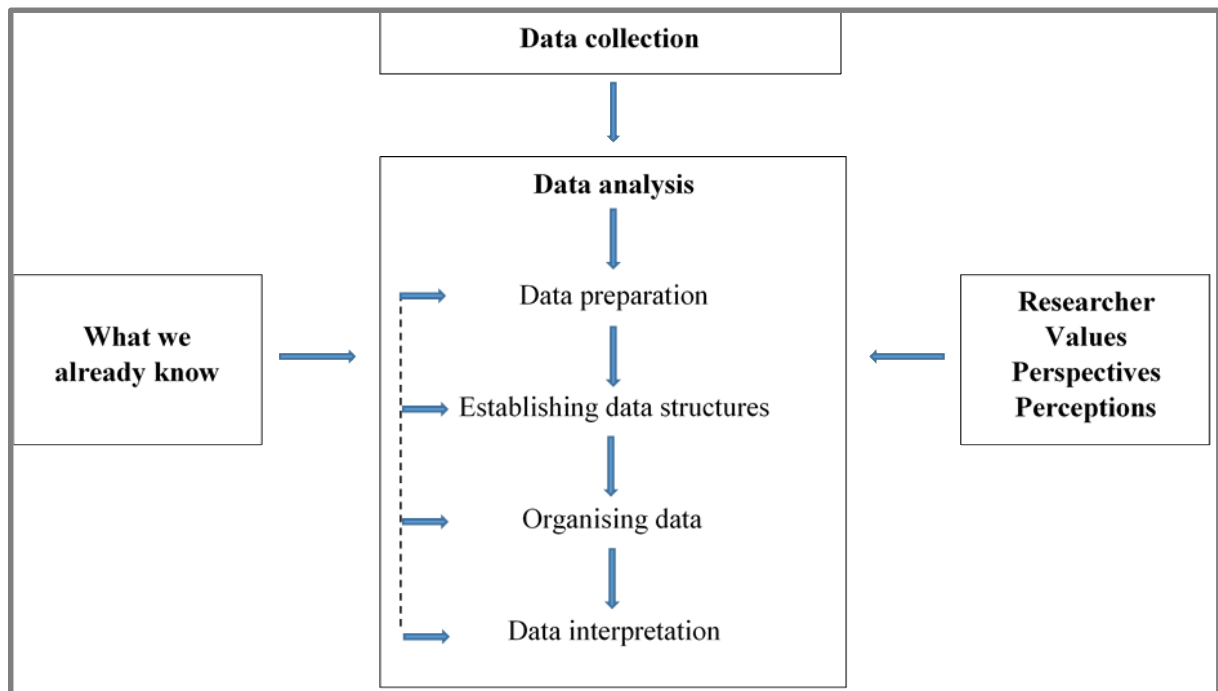 Data collection
Data analysis
Data preparation
Establishing data structures
Organising data
Data interpretation
What we
already know
Researcher
Values
Perspectives
Perceptions